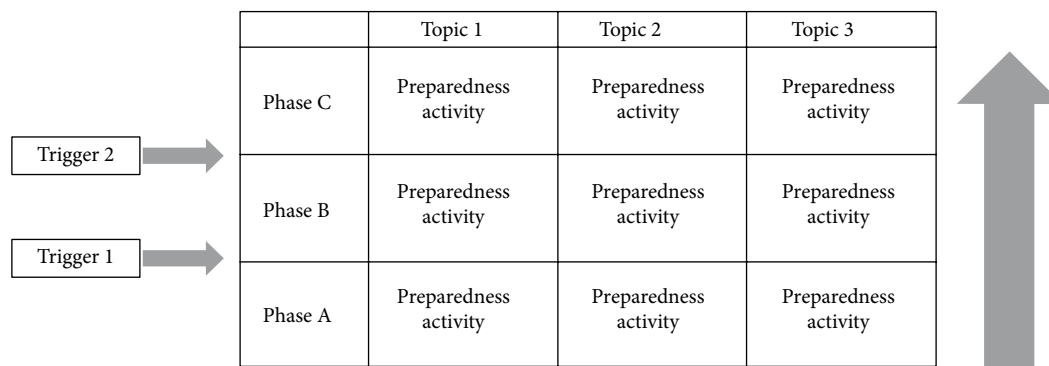 Topic 1
Topic 2
Topic 3
Phase C
Preparedness
activity
Preparedness
activity
Preparedness
activity
Trigger 2
Phase B
Preparedness
activity
Preparedness
activity
Preparedness
activity
Trigger 1
Phase A
Preparedness
activity
Preparedness
activity
Preparedness
activity